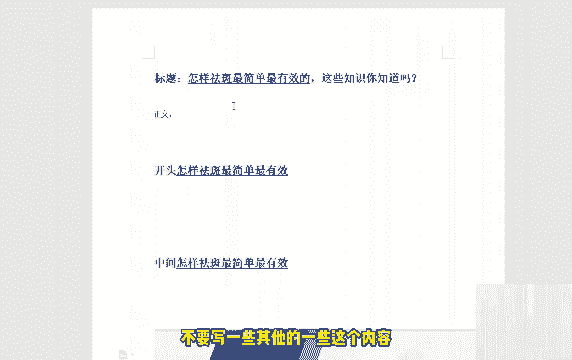 标题：怎样祛斑最简单最有效的，这些知识你知道吗？
正文，
开头怎样祛斑最简单最有效
中间怎样祛斑最简单最有效
不要写一些其他的一些这个内容